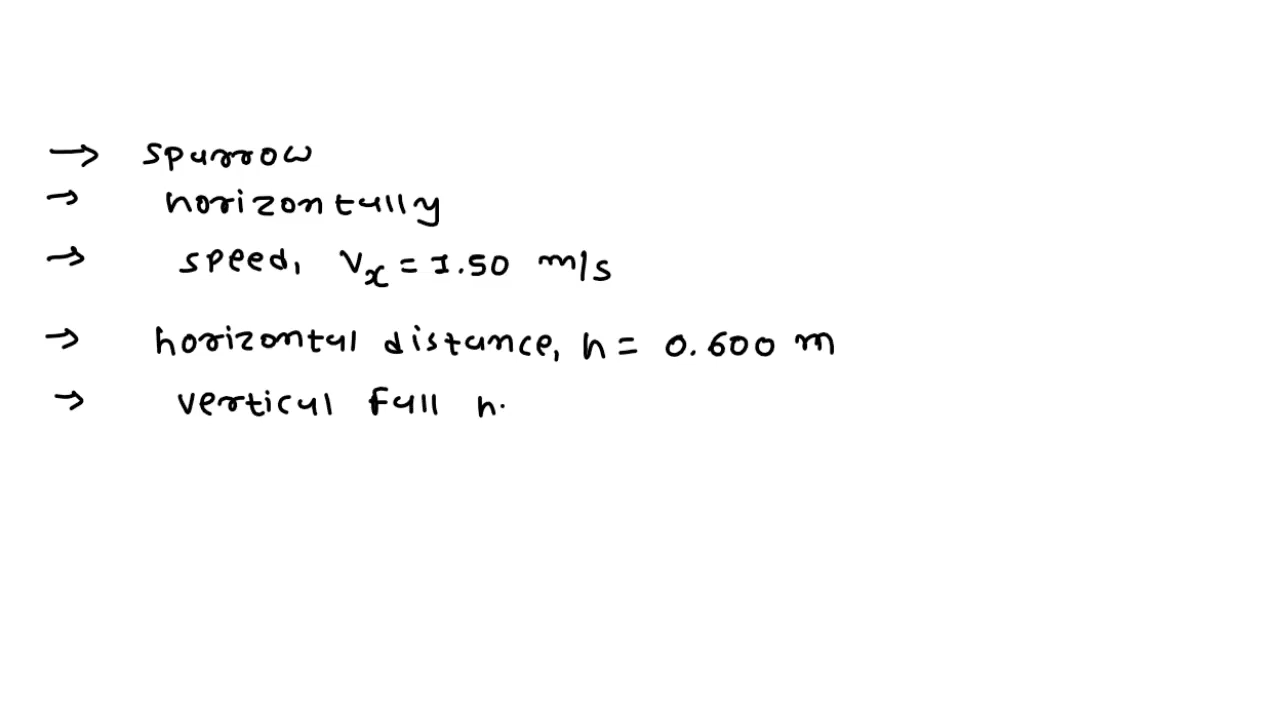 → sparrow
→ horizontally
→ speed, Vx = 1.50 m/s
→ horizontal distance, h = 0.600 m
→ vertical fall h.